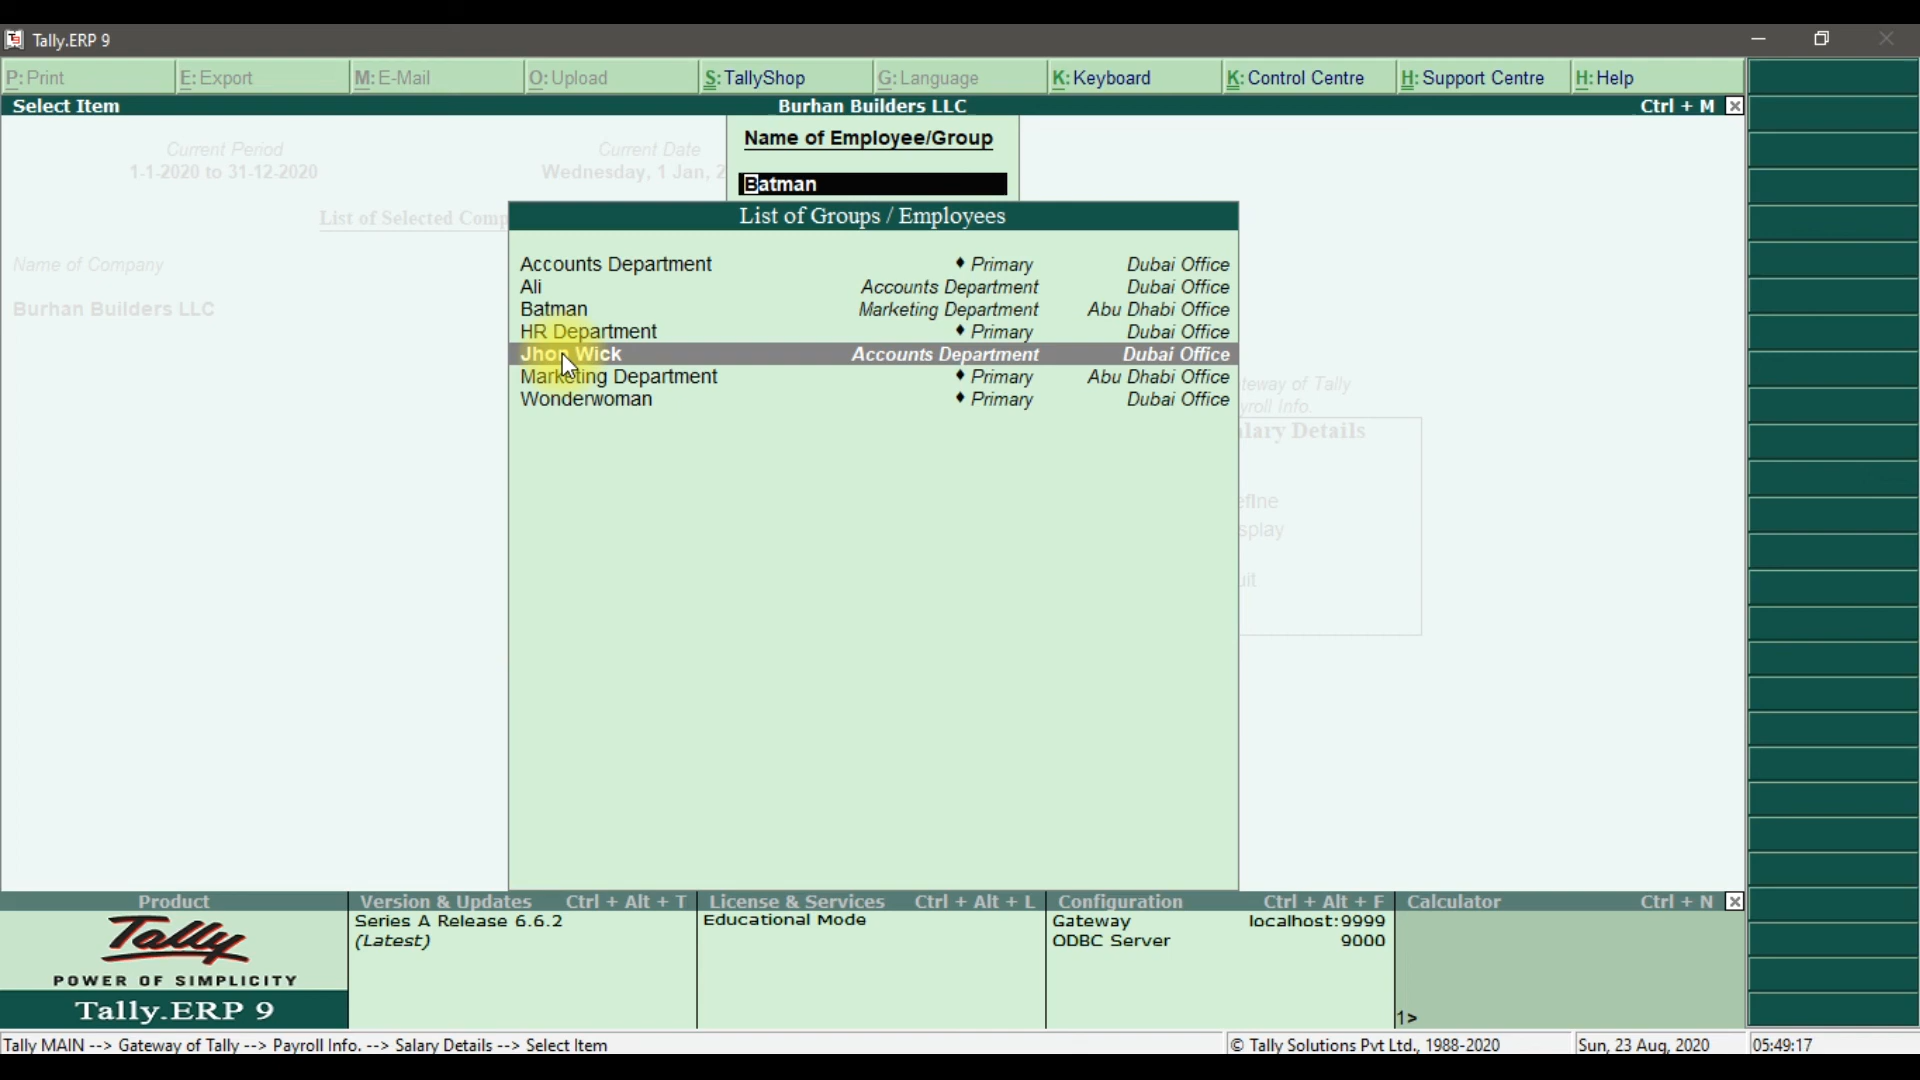 Tally.ERP 9
P: Print E: Export M: E-Mail O: Upload S: TallyShop G: Language K: Keyboard K: Control Centre H: Support Centre H: Help
Select Item Burhan Builders LLC Ctrl + M
Name of Employee/Group
Current Period Current Date
1-1-2020 to 31-12-2020 Wednesday, 1 Jan, 2
Batman
List of Selected Comp
List of Groups / Employees
Name of Company
Burhan Builders LLC
Accounts Department ♦ Primary Dubai Office
Ali Accounts Department Dubai Office
Batman Marketing Department Abu Dhabi Office
HR Department ♦ Primary Dubai Office
Jhon Wick Accounts Department Dubai Office
Marketing Department ♦ Primary Abu Dhabi Office
Wonderwoman ♦ Primary Dubai Office
teway of Tally
yroll Info.
lary Details
efine
splay
uit
Product Version & Updates Ctrl + Alt + T License & Services Ctrl + Alt + L Configuration Ctrl + Alt + F Calculator Ctrl + N
Tally
POWER OF SIMPLICITY
Tally.ERP 9
Series A Release 6.6.2
(Latest)
Educational Mode
Gateway localhost:9999
ODBC Server 9000
1>
Tally MAIN --> Gateway of Tally --> Payroll Info. --> Salary Details --> Select Item © Tally Solutions Pvt Ltd., 1988-2020 Sun, 23 Aug, 2020 05:49:17